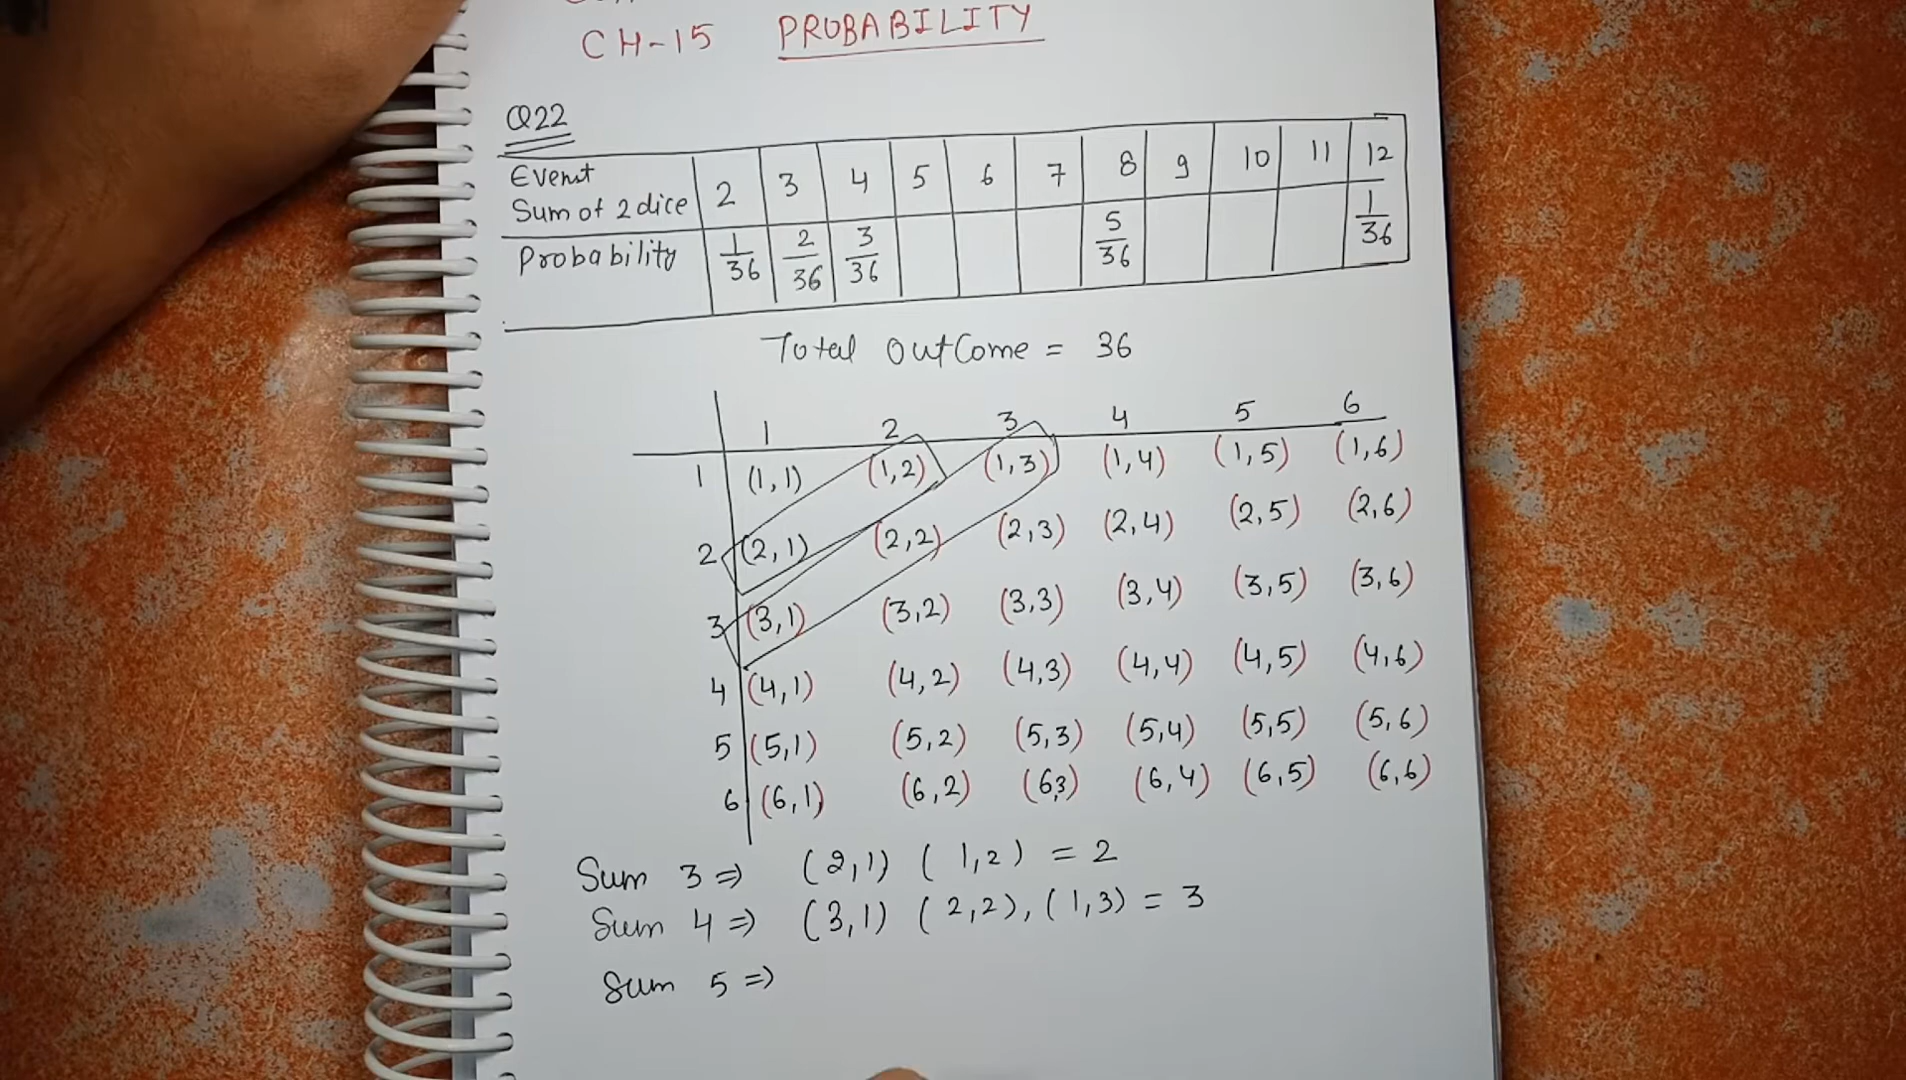 CH-15 PROBABILITY
Q22
Event
Sum of 2 dice 2 3 4 5 6 7 8 9 10 11 12
Probability 1/36 2/36 3/36 5/36 1/36
Total outcome = 36
1 2 3 4 5 6
1 (1,1) (1,2) (1,3) (1,4) (1,5) (1,6)
2 (2,1) (2,2) (2,3) (2,4) (2,5) (2,6)
3 (3,1) (3,2) (3,3) (3,4) (3,5) (3,6)
4 (4,1) (4,2) (4,3) (4,4) (4,5) (4,6)
5 (5,1) (5,2) (5,3) (5,4) (5,5) (5,6)
6 (6,1) (6,2) (6,3) (6,4) (6,5) (6,6)
Sum 3 ⇒ (2,1) (1,2) = 2
Sum 4 ⇒ (3,1) (2,2), (1,3) = 3
Sum 5 ⇒